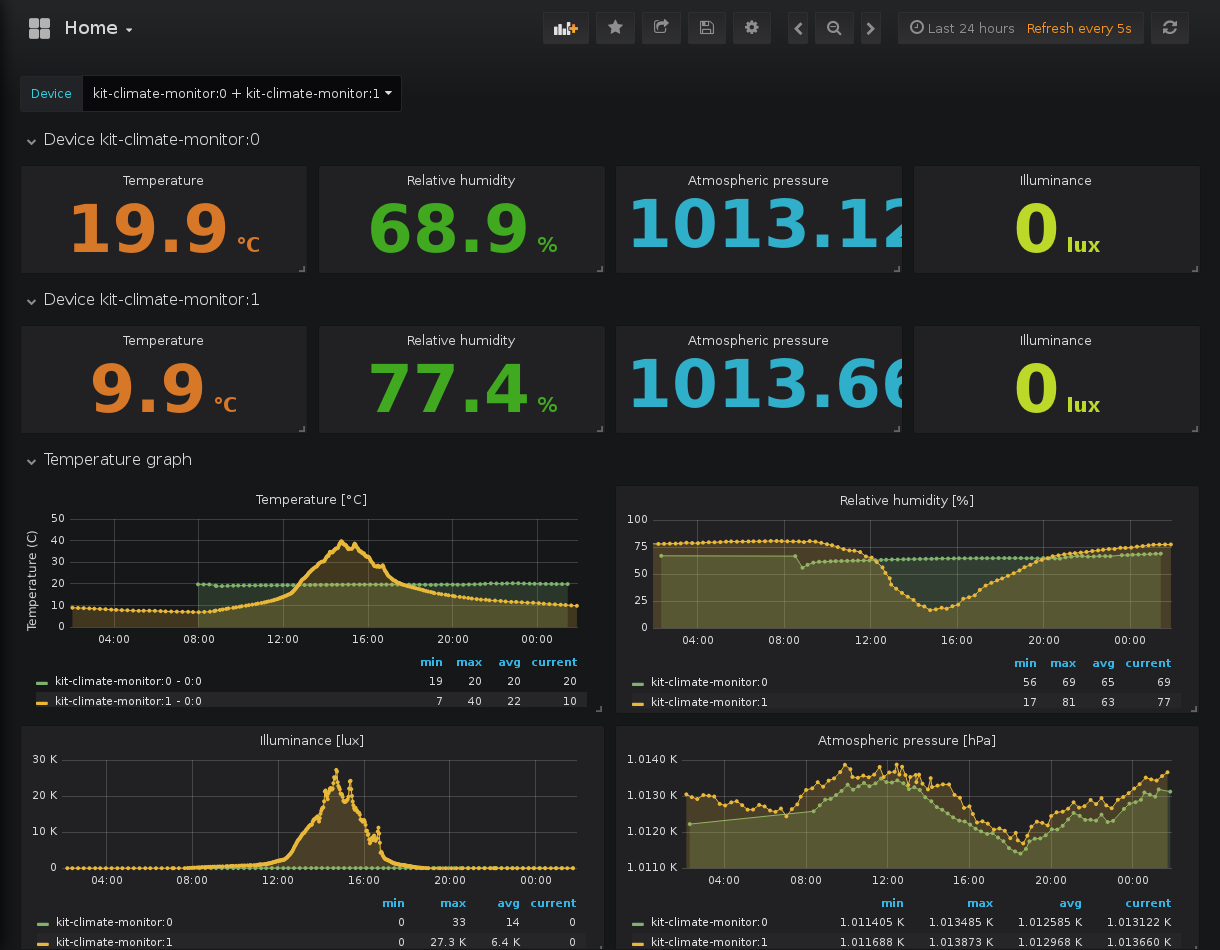 Home
Last 24 hours Refresh every 5s
Device kit-climate-monitor:0 + kit-climate-monitor:1
Device kit-climate-monitor:0
Temperature Relative humidity Atmospheric pressure Illuminance
19.9 °C 68.9 % 1013.12 0 lux
Device kit-climate-monitor:1
Temperature Relative humidity Atmospheric pressure Illuminance
9.9 °C 77.4 % 1013.66 0 lux
Temperature graph
Temperature [°C]
Temperature (C)
50
40
30
20
10
0
04:00 08:00 12:00 16:00 20:00 00:00
min max avg current
kit-climate-monitor:0 - 0:0 19 20 20 20
kit-climate-monitor:1 - 0:0 7 40 22 10
Relative humidity [%]
100
75
50
25
0
04:00 08:00 12:00 16:00 20:00 00:00
min max avg current
kit-climate-monitor:0 56 69 65 69
kit-climate-monitor:1 17 81 63 77
Illuminance [lux]
30 K
20 K
10 K
0
04:00 08:00 12:00 16:00 20:00 00:00
min max avg current
kit-climate-monitor:0 0 33 14 0
kit-climate-monitor:1 0 27.3 K 6.4 K 0
Atmospheric pressure [hPa]
1.0140 K
1.0130 K
1.0120 K
1.0110 K
04:00 08:00 12:00 16:00 20:00 00:00
min max avg current
kit-climate-monitor:0 1.011405 K 1.013485 K 1.012585 K 1.013122 K
kit-climate-monitor:1 1.011688 K 1.013873 K 1.012968 K 1.013660 K